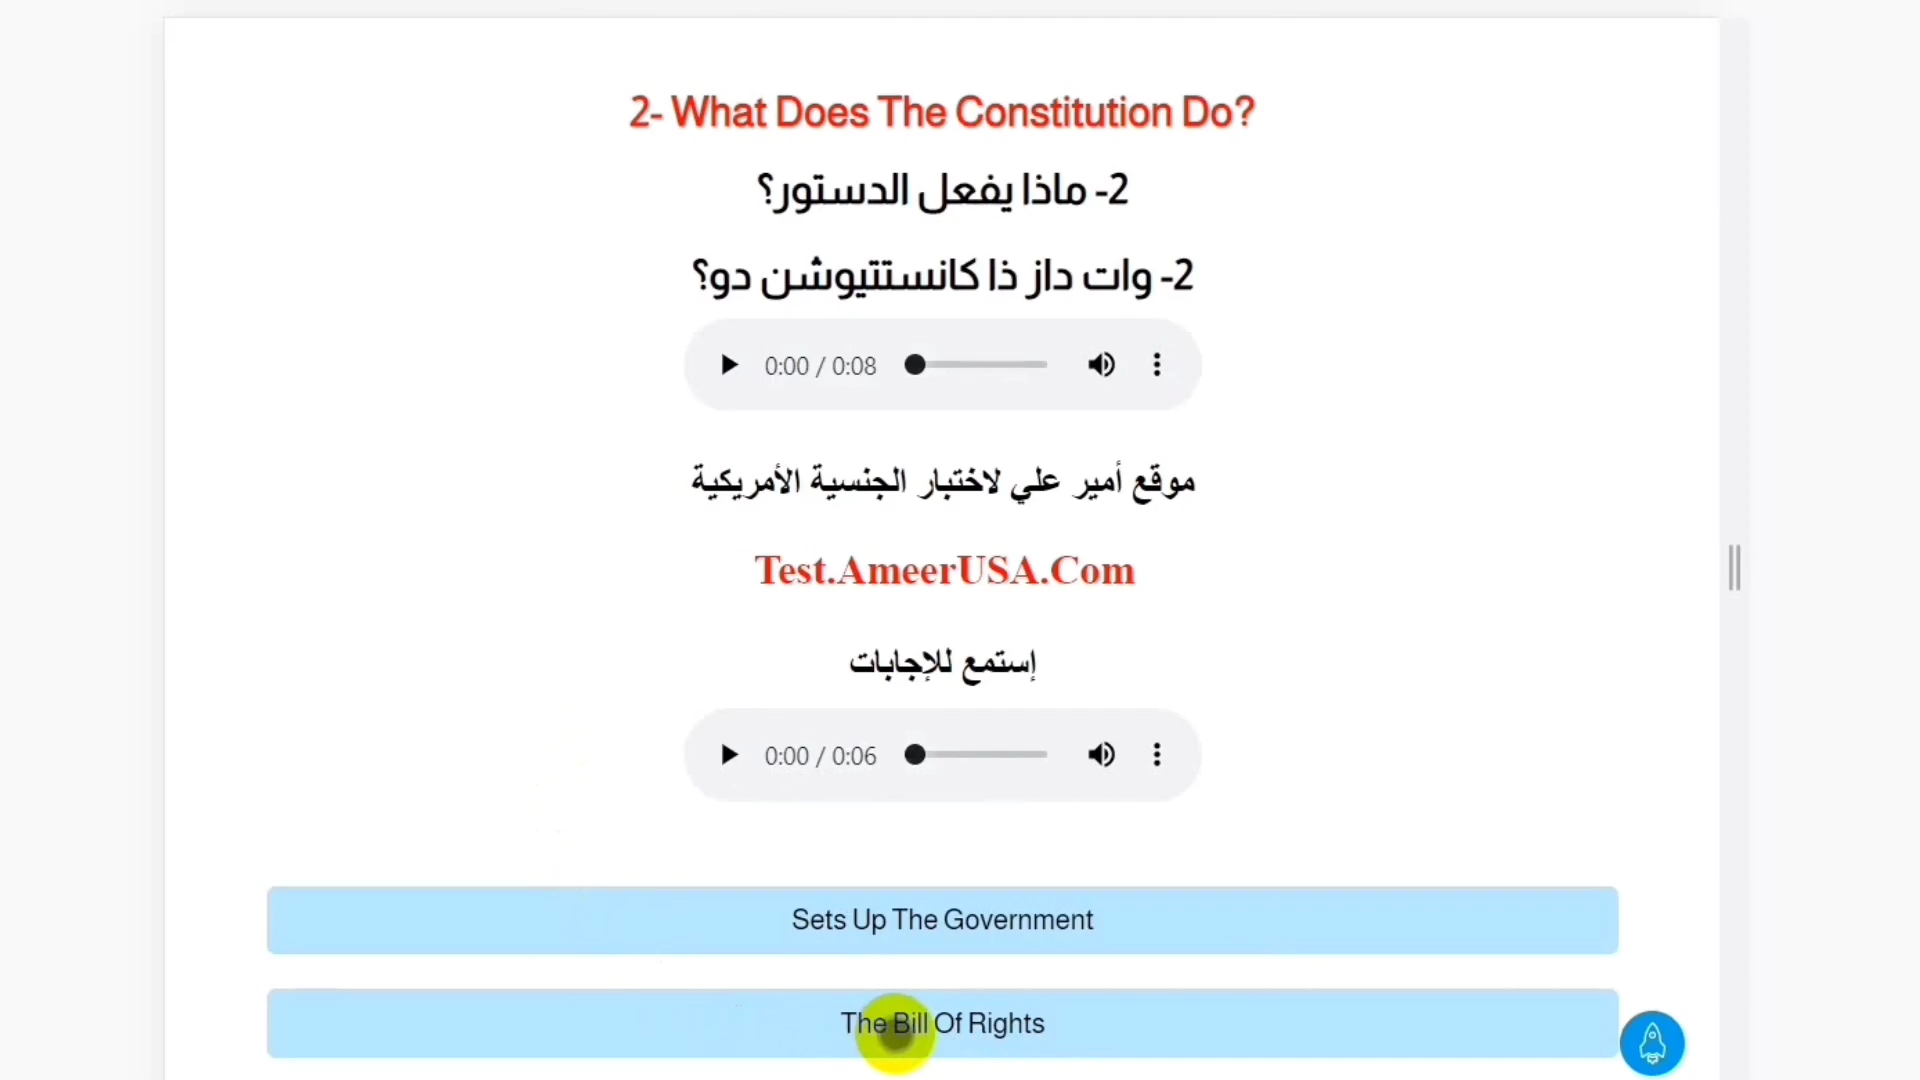 2- What Does The Constitution Do?
2- ماذا يفعل الدستور؟
2- وات داز ذا كانستتيوشن دو؟
0:00 / 0:08
موقع أمير علي لاختبار الجنسية الأمريكية
Test.AmeerUSA.Com
إستمع للإجابات
0:00 / 0:06
Sets Up The Government
The Bill Of Rights